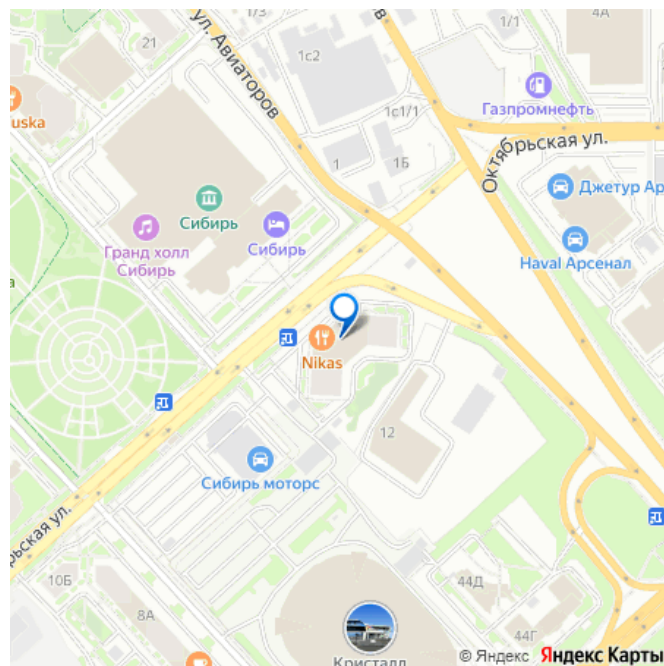 21
1/3
1/1
4А
ул. Авиаторов
1с2
uska
Газпромнефть
1с1/1
Октябрьская ул.
1
1Б
Сибирь
Джетур Ар
Гранд холл
Сибирь
Сибирь
Haval Арсенал
а
Nikas
12
Сибирь моторс
рьская ул.
10Б
8А
44Д
44Г
Кристалл
© Яндекс Яндекс Карты